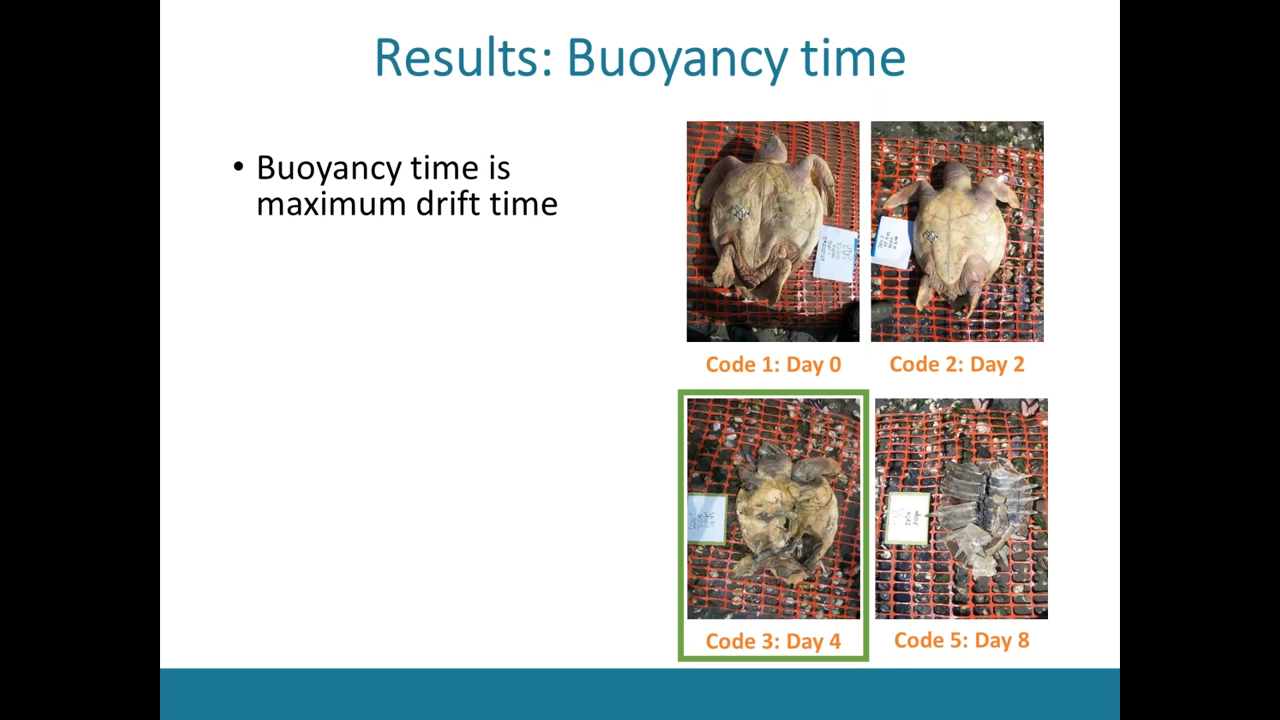 Results: Buoyancy time
• Buoyancy time is
maximum drift time
Code 1: Day 0
Code 2: Day 2
Code 3: Day 4
Code 5: Day 8